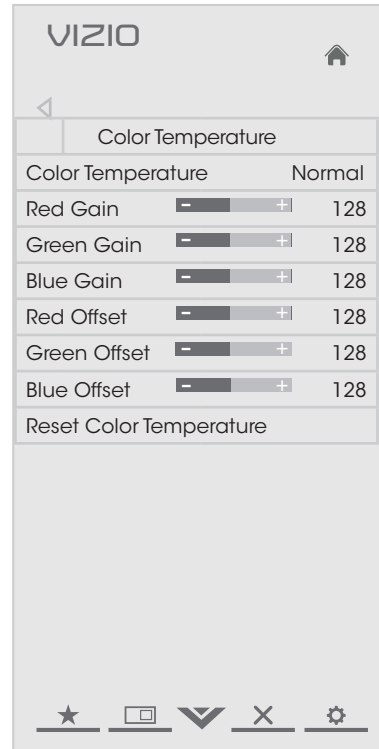 VIZIO
Color Temperature
Color Temperature Normal
Red Gain - + 128
Green Gain - + 128
Blue Gain - + 128
Red Offset - + 128
Green Offset - + 128
Blue Offset - + 128
Reset Color Temperature